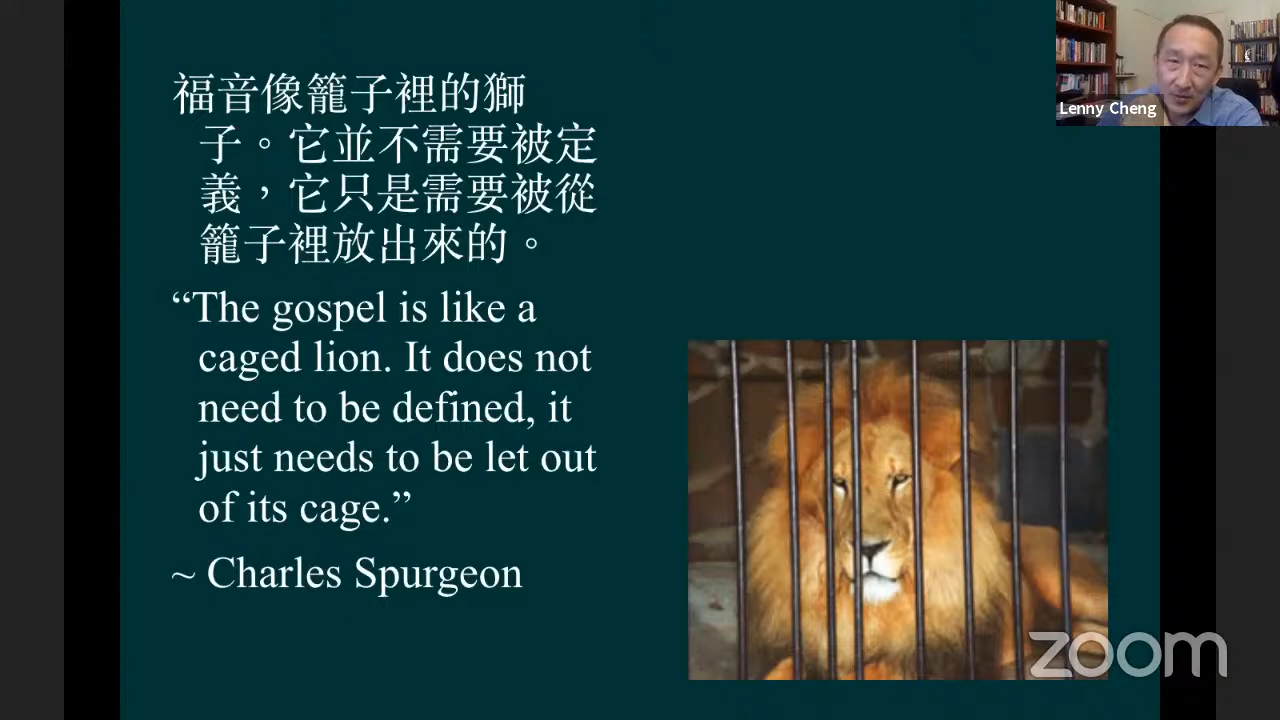 福音像籠子裡的獅
子。它並不需要被定
義，它只是需要被從
籠子裡放出來的。
“The gospel is like a
caged lion. It does not
need to be defined, it
just needs to be let out
of its cage.”
~ Charles Spurgeon
Lenny Cheng
zoom